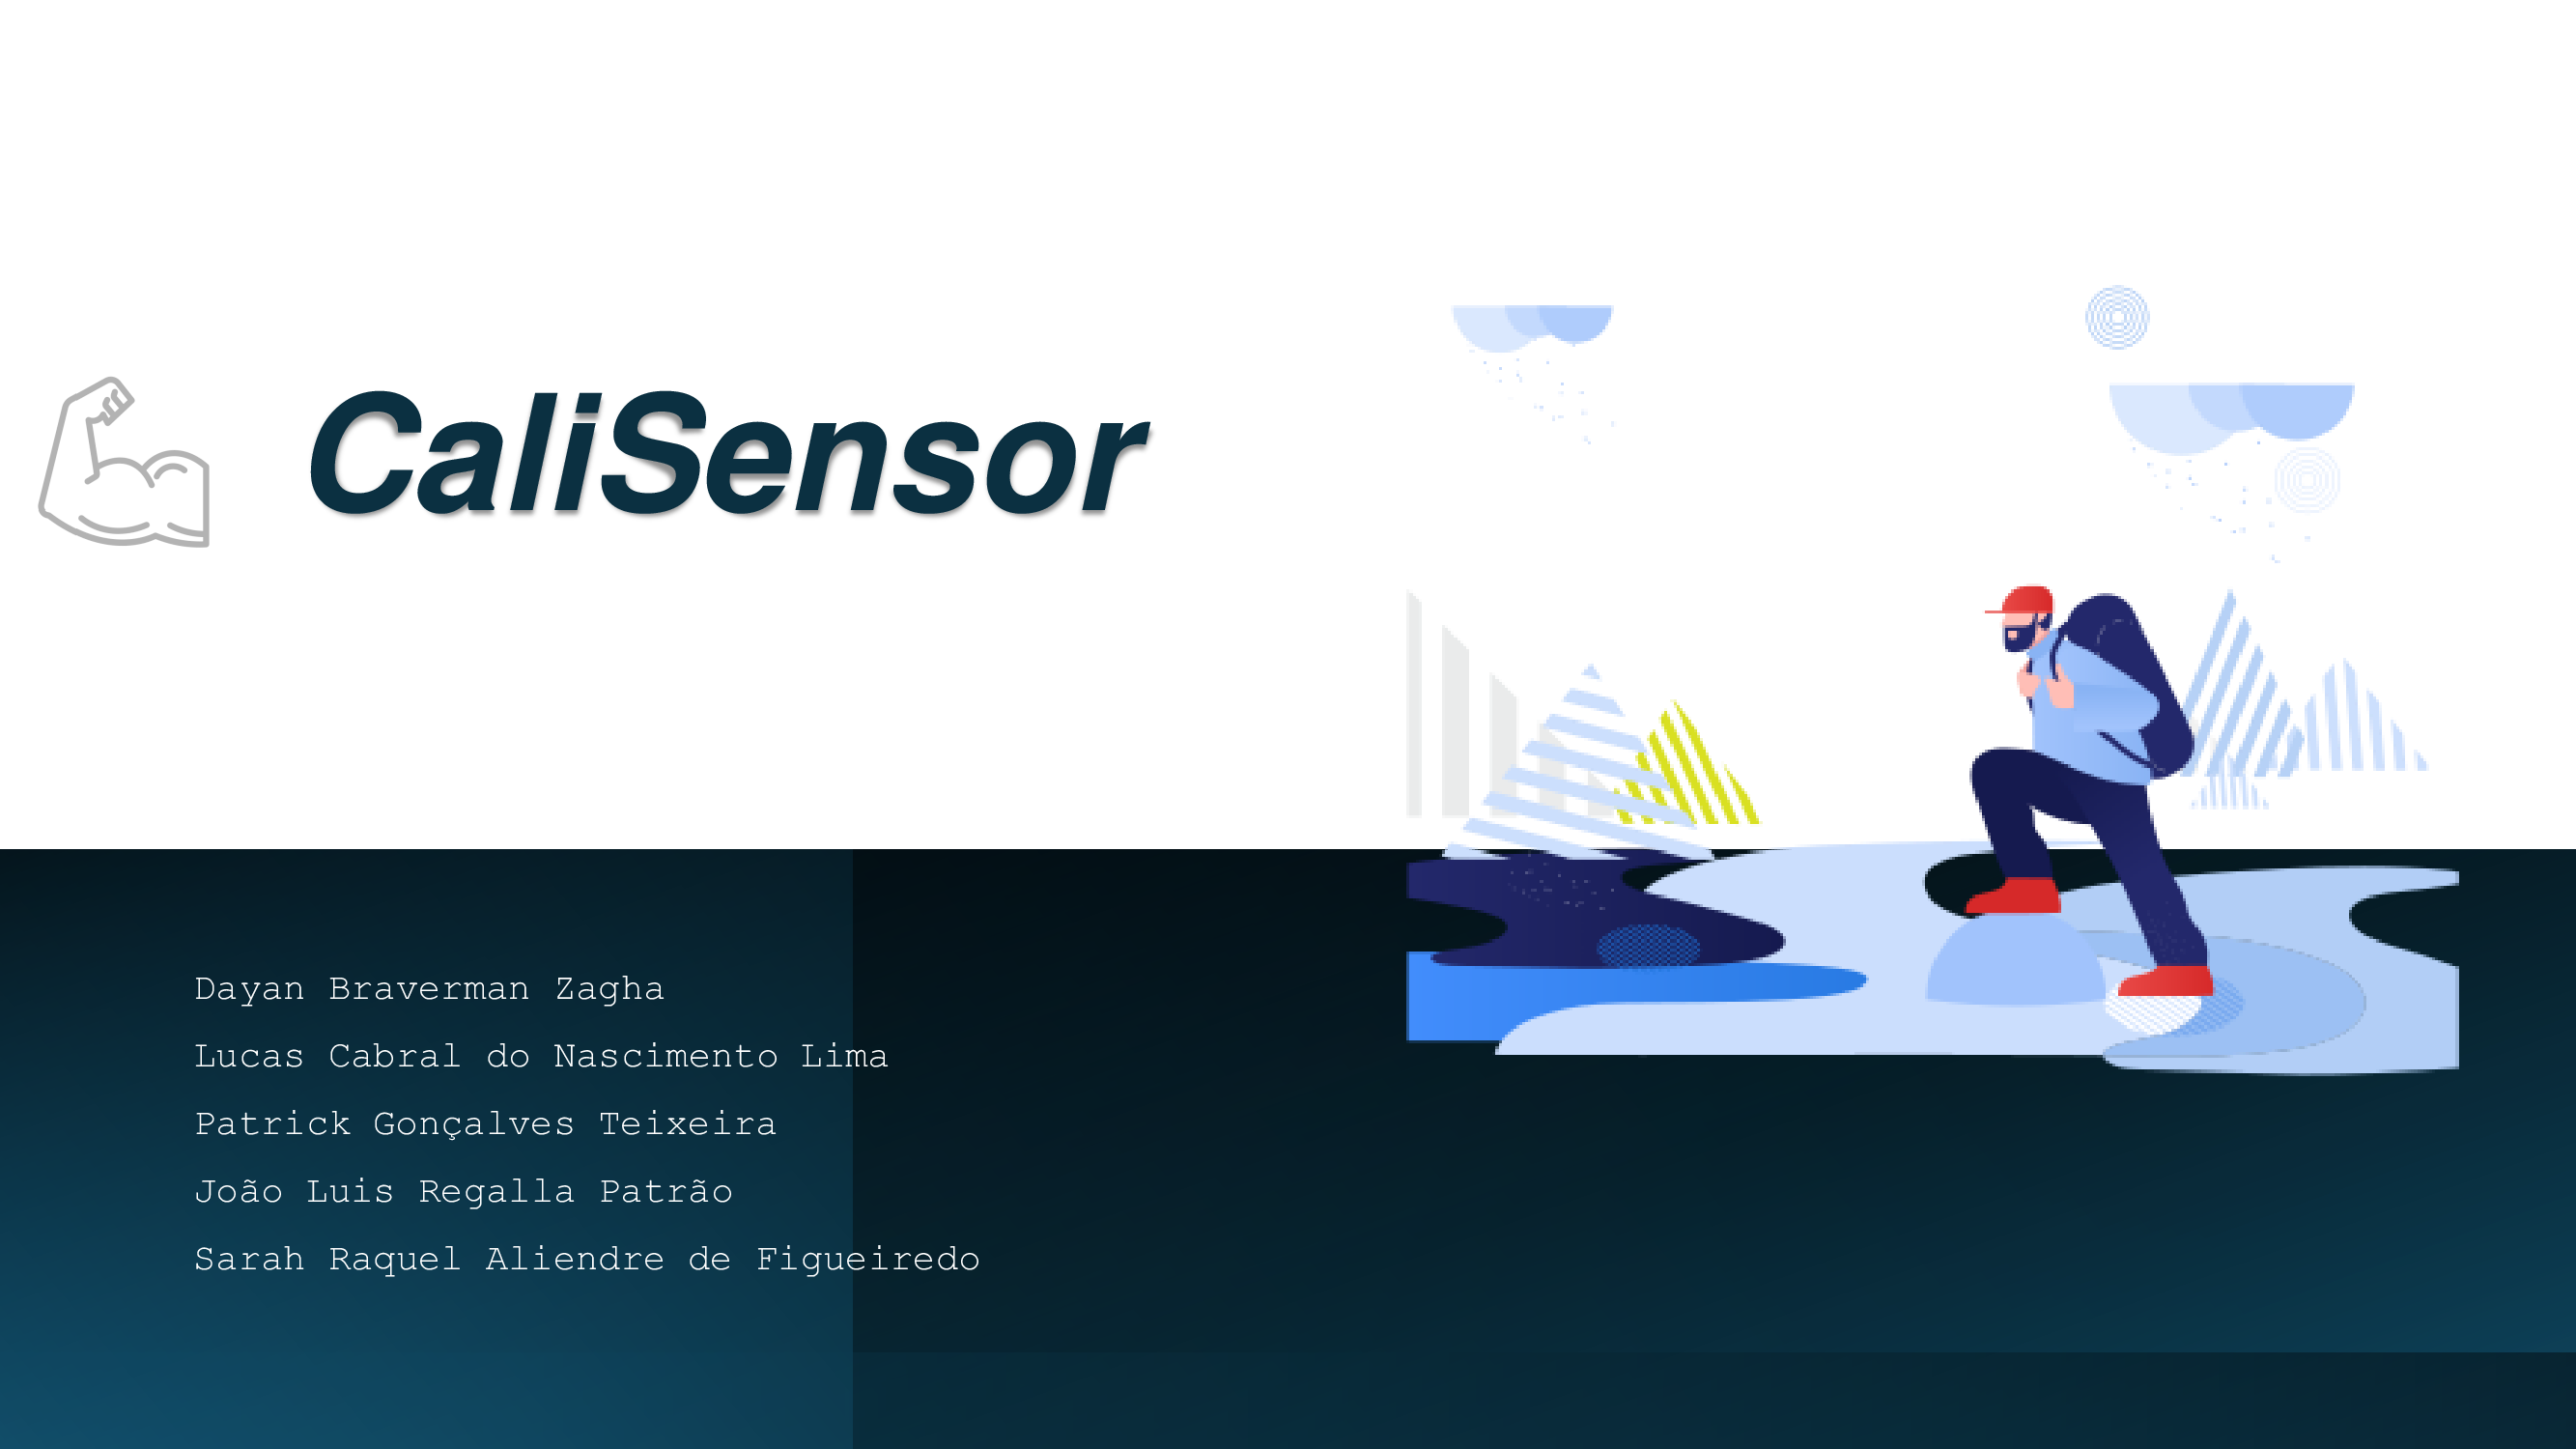 CaliSensor
Dayan Braverman Zagha
Lucas Cabral do Nascimento Lima
Patrick Gonçalves Teixeira
João Luis Regalla Patrão
Sarah Raquel Aliendre de Figueiredo